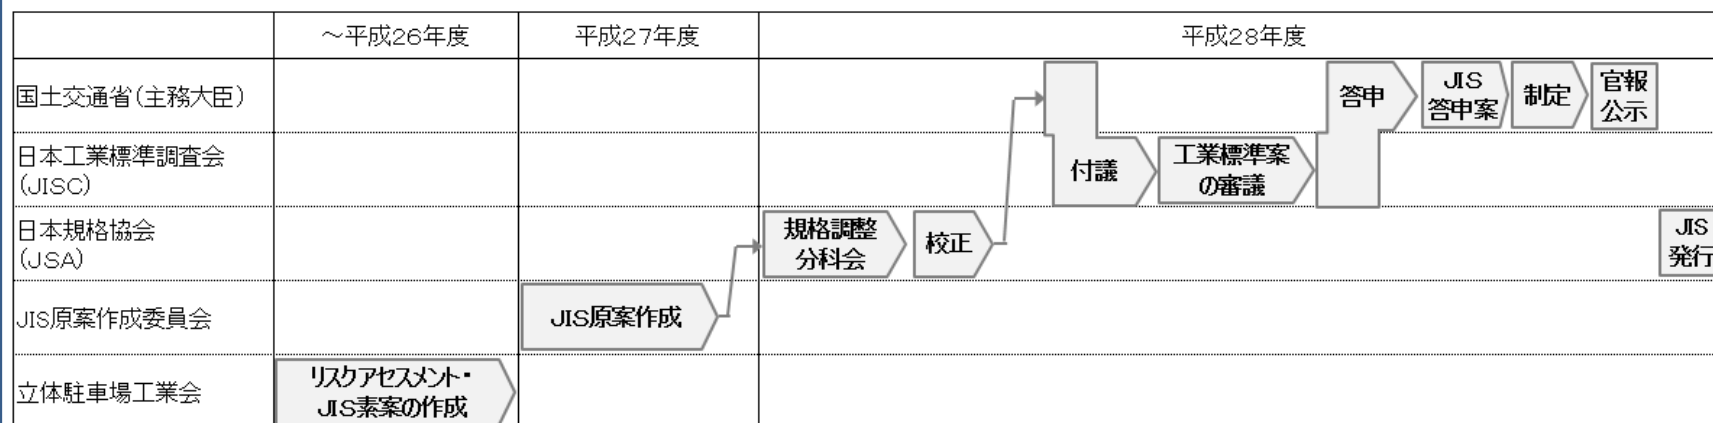 ～平成26年度
平成27年度
平成28年度
国土交通省(主務大臣)
答申
JIS
答申案
制定
官報
公示
日本工業標準調査会
(JISC)
付議
工業標準案
の審議
日本規格協会
(JSA)
規格調整
分科会
校正
JIS
発行
JIS原案作成委員会
JIS原案作成
立体駐車場工業会
リスクアセスメント・
JIS素案の作成